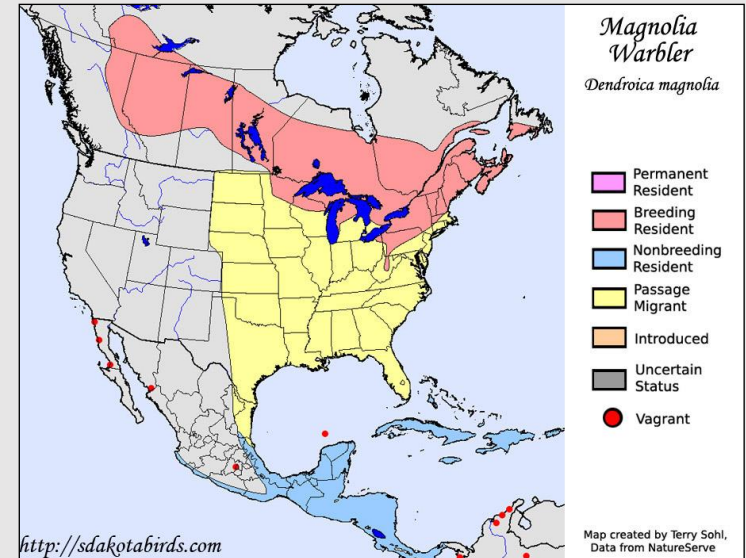 Magnolia
Warbler
Dendroica magnolia
Permanent
Resident
Breeding
Resident
Nonbreeding
Resident
Passage
Migrant
Introduced
Uncertain
Status
Vagrant
http://sdakotabirds.com
Map created by Terry Sohl,
Data from NatureServe